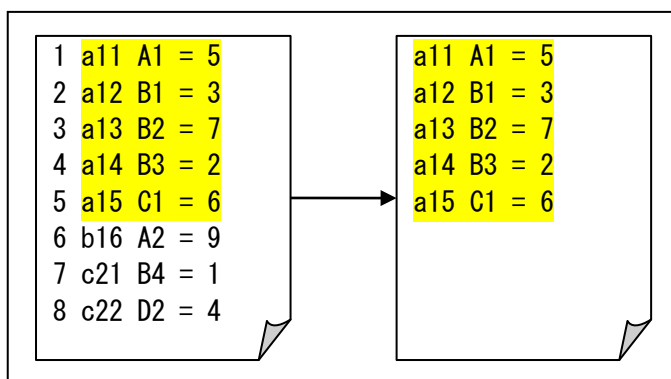 1 a11 A1 = 5
2 a12 B1 = 3
3 a13 B2 = 7
4 a14 B3 = 2
5 a15 C1 = 6
6 b16 A2 = 9
7 c21 B4 = 1
8 c22 D2 = 4
a11 A1 = 5
a12 B1 = 3
a13 B2 = 7
a14 B3 = 2
a15 C1 = 6